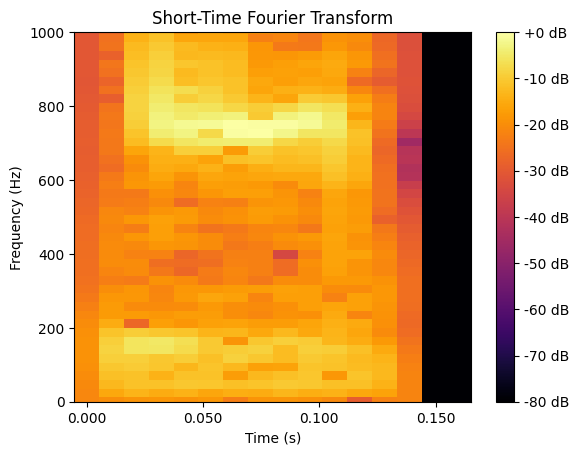 Short-Time Fourier Transform
Frequency (Hz)
1000
800
600
400
200
0
0.000
0.050
0.100
0.150
Time (s)
+0 dB
-10 dB
-20 dB
-30 dB
-40 dB
-50 dB
-60 dB
-70 dB
-80 dB